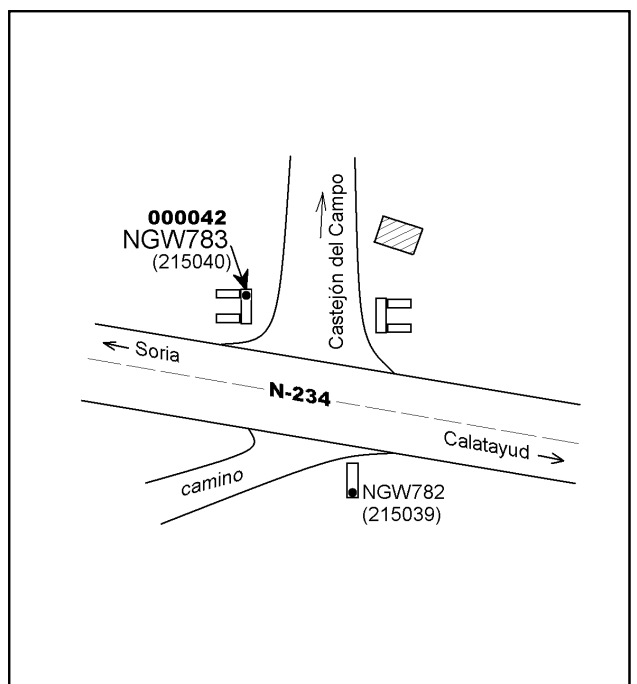 000042
NGW783
(215040)
Castejón del Campo
Soria
N-234
Calatayud
camino
NGW782
(215039)